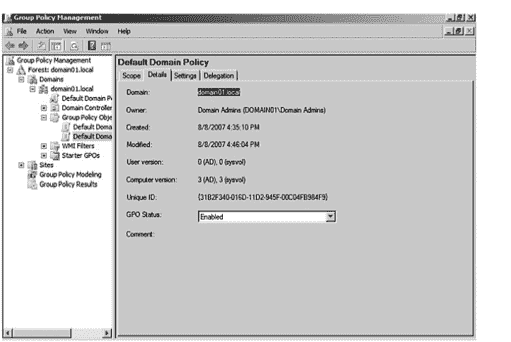 Group Policy Management
File Action View Window Help
Group Policy Management
Forest: domain01.local
Domains
domain01.local
Default Domain P
Domain Controller
Group Policy Obje
Default Doma
Default Doma
WMI Filters
Starter GPOs
Sites
Group Policy Modeling
Group Policy Results
Default Domain Policy
Scope Details Settings Delegation
Domain: domain01.local
Owner: Domain Admins (DOMAIN01\Domain Admins)
Created: 8/8/2007 4:35:10 PM
Modified: 8/8/2007 4:46:04 PM
User version: 0 (AD), 0 (sysvol)
Computer version: 3 (AD), 3 (sysvol)
Unique ID: {31B2F340-016D-11D2-945F-00C04FB984F9}
GPO Status: Enabled
Comment: